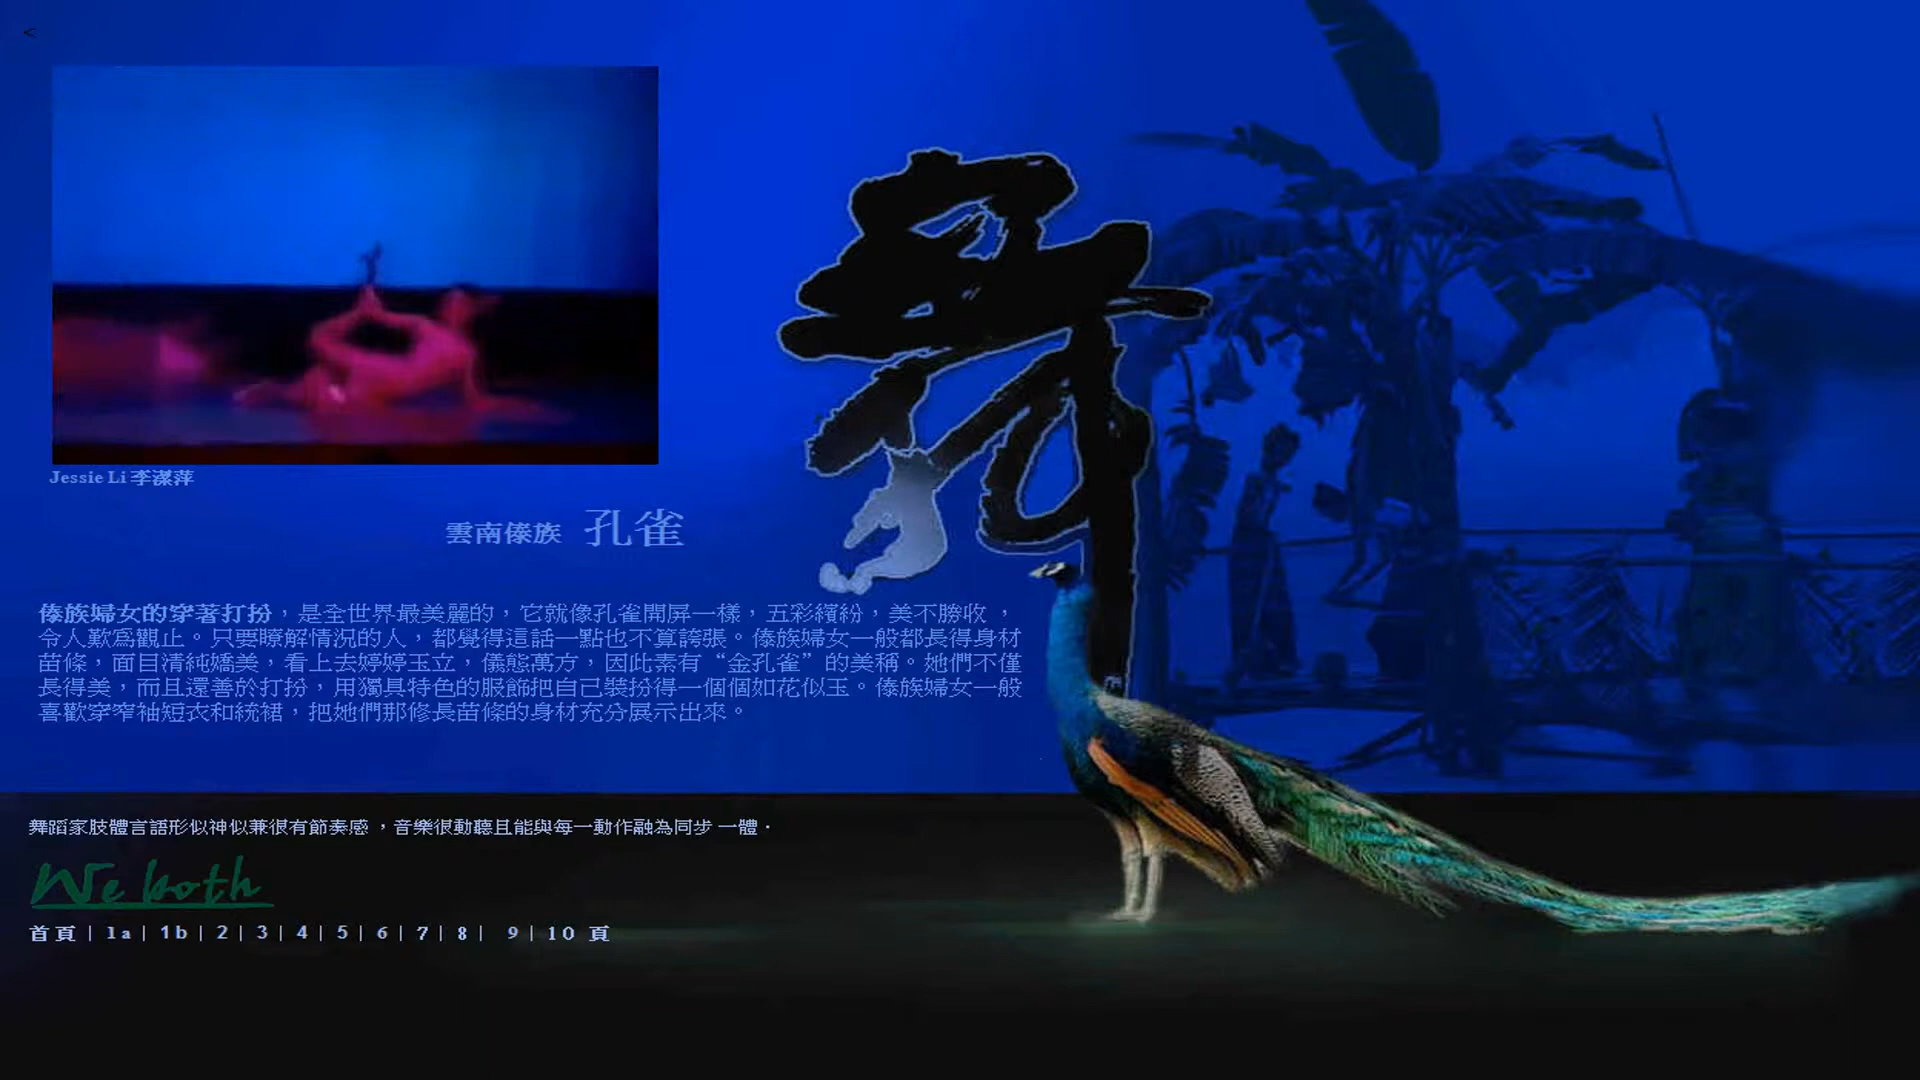 <
舞
Jessie Li 李潔萍
雲南傣族 孔雀
傣族婦女的穿著打扮，是全世界最美麗的，它就像孔雀開屏一樣，五彩繽紛，美不勝收，
令人歎為觀止。只要瞭解情況的人，都覺得這話一點也不算誇張。傣族婦女一般都長得身材
苗條，面目清純嬌美，看上去婷婷玉立，儀態萬方，因此素有“金孔雀”的美稱。她們不僅
長得美，而且還善於打扮，用獨具特色的服飾把自己裝扮得一個個如花似玉。傣族婦女一般
喜歡穿窄袖短衣和統裙，把她們那修長苗條的身材充分展示出來。
舞蹈家肢體言語形似神似兼很有節奏感，音樂很動聽且能與每一動作融為同步 一體．
We both
首頁 | 1a | 1b | 2 | 3 | 4 | 5 | 6 | 7 | 8 | 9 | 10 頁